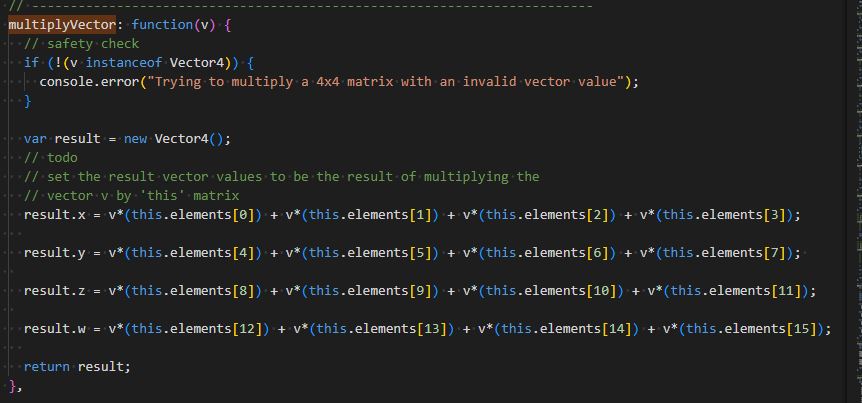 // -------------------------------------------------------------------------
multiplyVector: function(v) {
// safety check
if (!(v instanceof Vector4)) {
console.error("Trying to multiply a 4x4 matrix with an invalid vector value");
}
var result = new Vector4();
// todo
// set the result vector values to be the result of multiplying the
// vector v by 'this' matrix
result.x = v*(this.elements[0]) + v*(this.elements[1]) + v*(this.elements[2]) + v*(this.elements[3]);
result.y = v*(this.elements[4]) + v*(this.elements[5]) + v*(this.elements[6]) + v*(this.elements[7]);
result.z = v*(this.elements[8]) + v*(this.elements[9]) + v*(this.elements[10]) + v*(this.elements[11]);
result.w = v*(this.elements[12]) + v*(this.elements[13]) + v*(this.elements[14]) + v*(this.elements[15]);
return result;
},